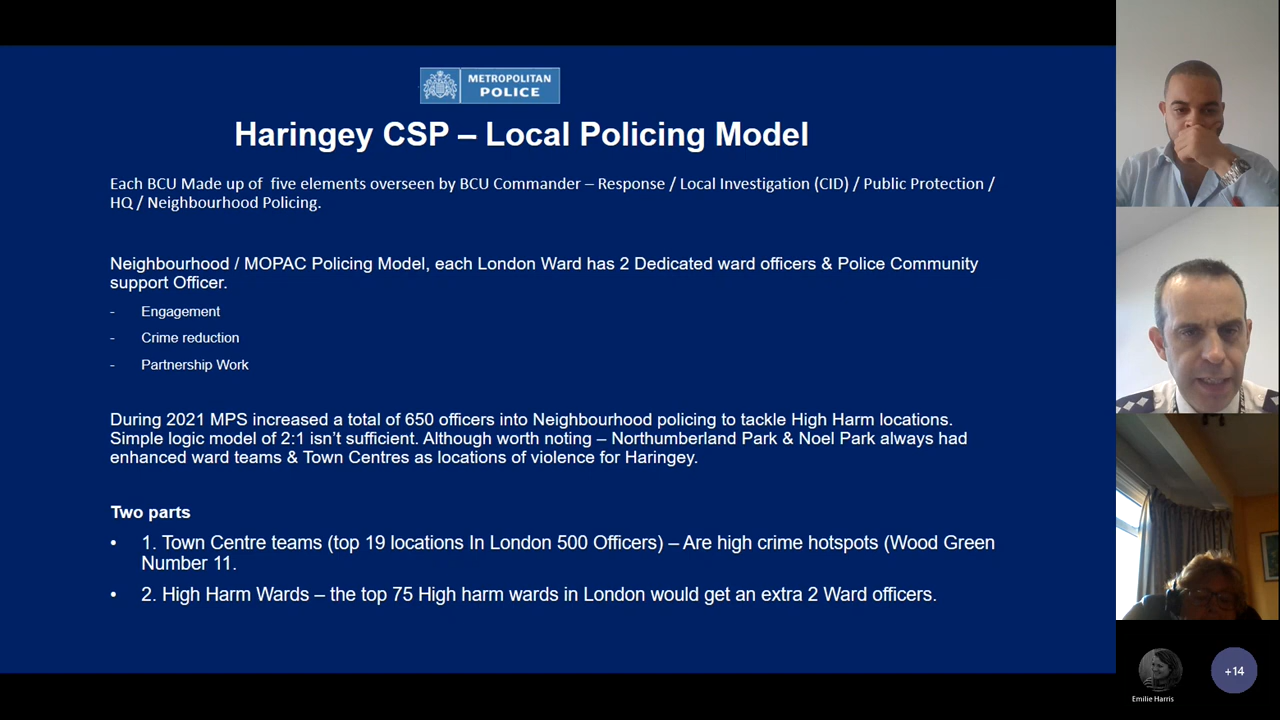 METROPOLITAN
POLICE
Haringey CSP – Local Policing Model
Each BCU Made up of  five elements overseen by BCU Commander – Response / Local Investigation (CID) / Public Protection /
HQ / Neighbourhood Policing.
Neighbourhood / MOPAC Policing Model, each London Ward has 2 Dedicated ward officers & Police Community
support Officer.
- Engagement
- Crime reduction
- Partnership Work
During 2021 MPS increased a total of 650 officers into Neighbourhood policing to tackle High Harm locations.
Simple logic model of 2:1 isn’t sufficient. Although worth noting – Northumberland Park & Noel Park always had
enhanced ward teams & Town Centres as locations of violence for Haringey.
Two parts
• 1. Town Centre teams (top 19 locations In London 500 Officers) – Are high crime hotspots (Wood Green
Number 11.
• 2. High Harm Wards – the top 75 High harm wards in London would get an extra 2 Ward officers.
Emilie Harris
+14